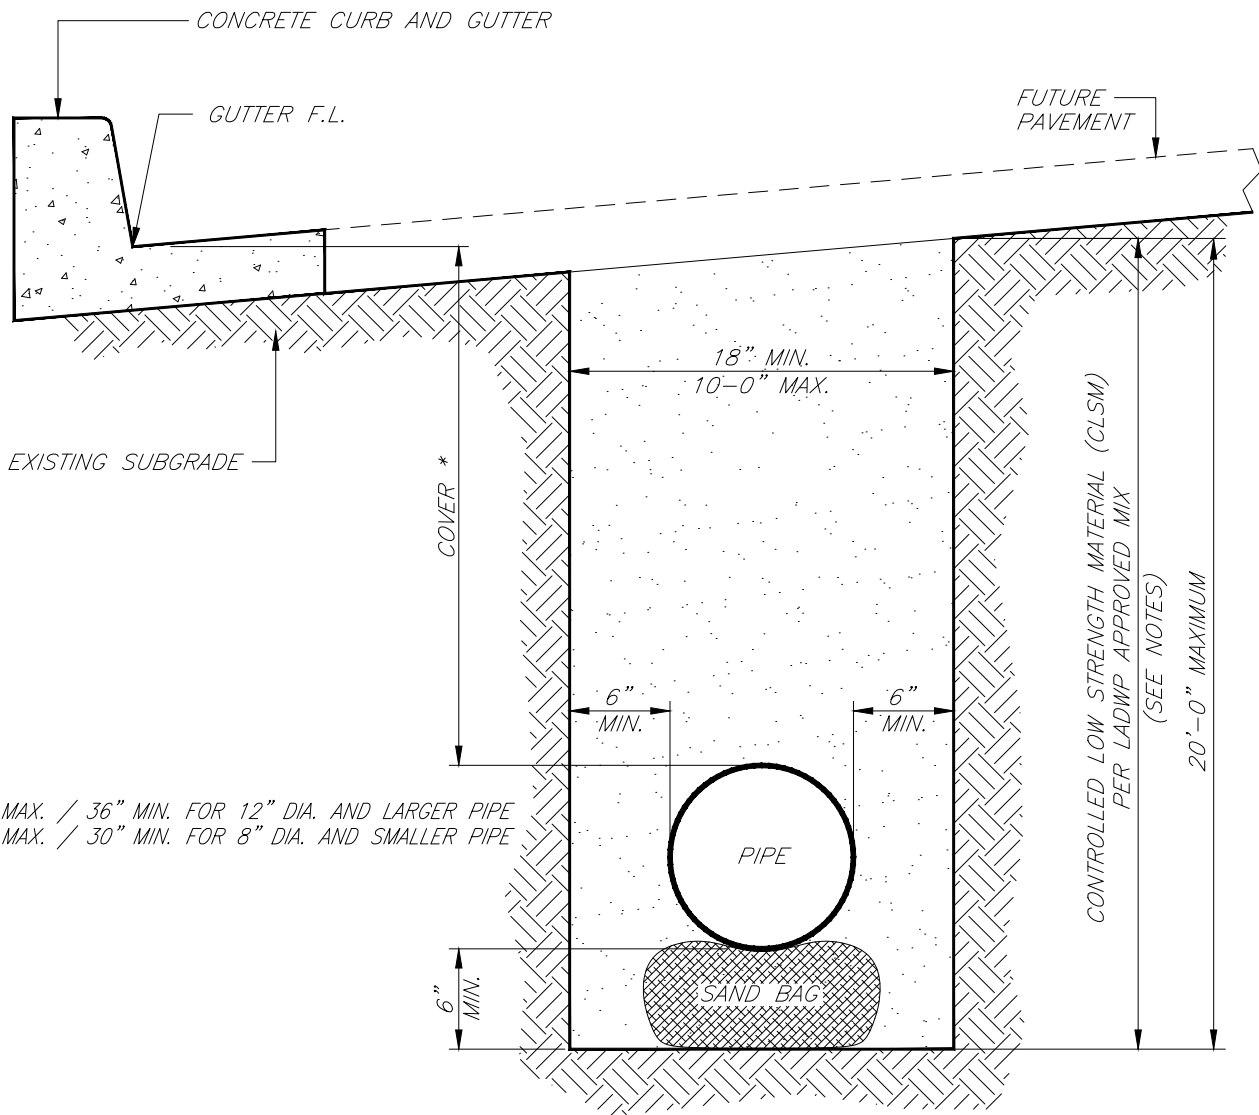 CONCRETE CURB AND GUTTER
GUTTER F.L.
FUTURE
PAVEMENT
18" MIN.
10-0" MAX.
EXISTING SUBGRADE
COVER *
CONTROLLED LOW STRENGTH MATERIAL (CLSM)
PER LADWP APPROVED MIX
(SEE NOTES)
20'-0" MAXIMUM
6"
MIN.
6"
MIN.
MAX. / 36" MIN. FOR 12" DIA. AND LARGER PIPE
MAX. / 30" MIN. FOR 8" DIA. AND SMALLER PIPE
PIPE
6"
MIN.
SAND BAG